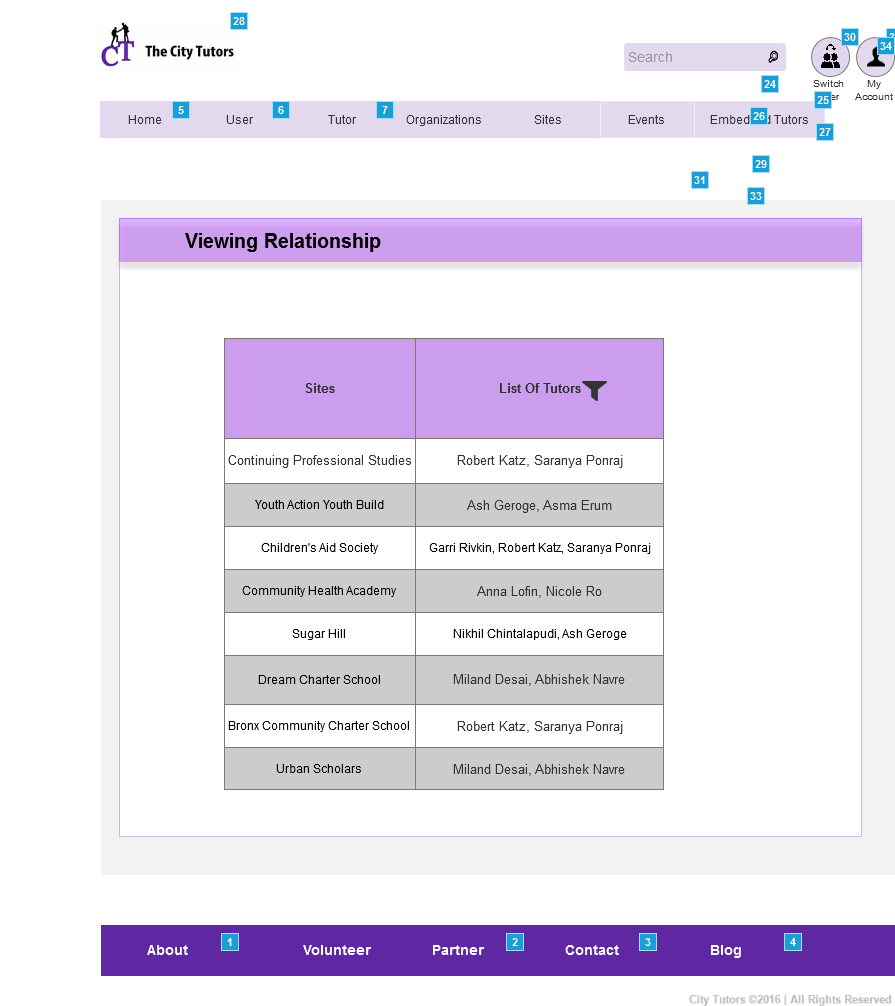 28
CT The City Tutors
Search
30
34
Switch
My
Account
24
25
Home 5 User 6 Tutor 7 Organizations Sites Events 26 Tutors
27
29
31
33
Viewing Relationship
Sites List Of Tutors
Continuing Professional Studies Robert Katz, Saranya Ponraj
Youth Action Youth Build Ash Geroge, Asma Erum
Children's Aid Society Garri Rivkin, Robert Katz, Saranya Ponraj
Community Health Academy Anna Lofin, Nicole Ro
Sugar Hill Nikhil Chintalapudi, Ash Geroge
Dream Charter School Miland Desai, Abhishek Navre
Bronx Community Charter School Robert Katz, Saranya Ponraj
Urban Scholars Miland Desai, Abhishek Navre
About 1 Volunteer Partner 2 Contact 3 Blog 4
City Tutors ©2016 | All Rights Reserved